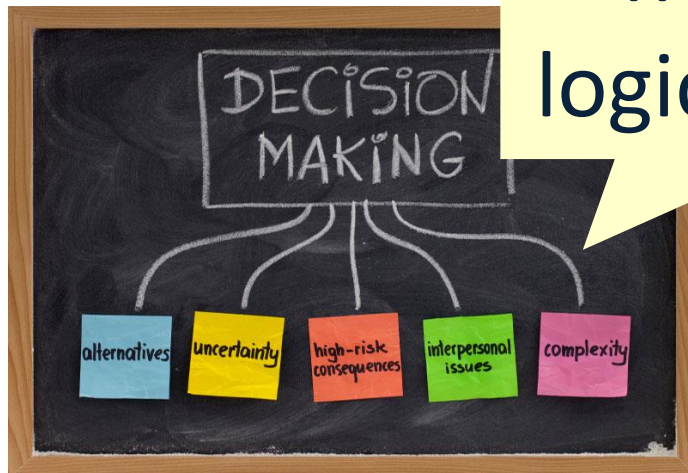 DECISION
MAKING
alternatives
uncertainty
high-risk
consequences
interpersonal
issues
complexity